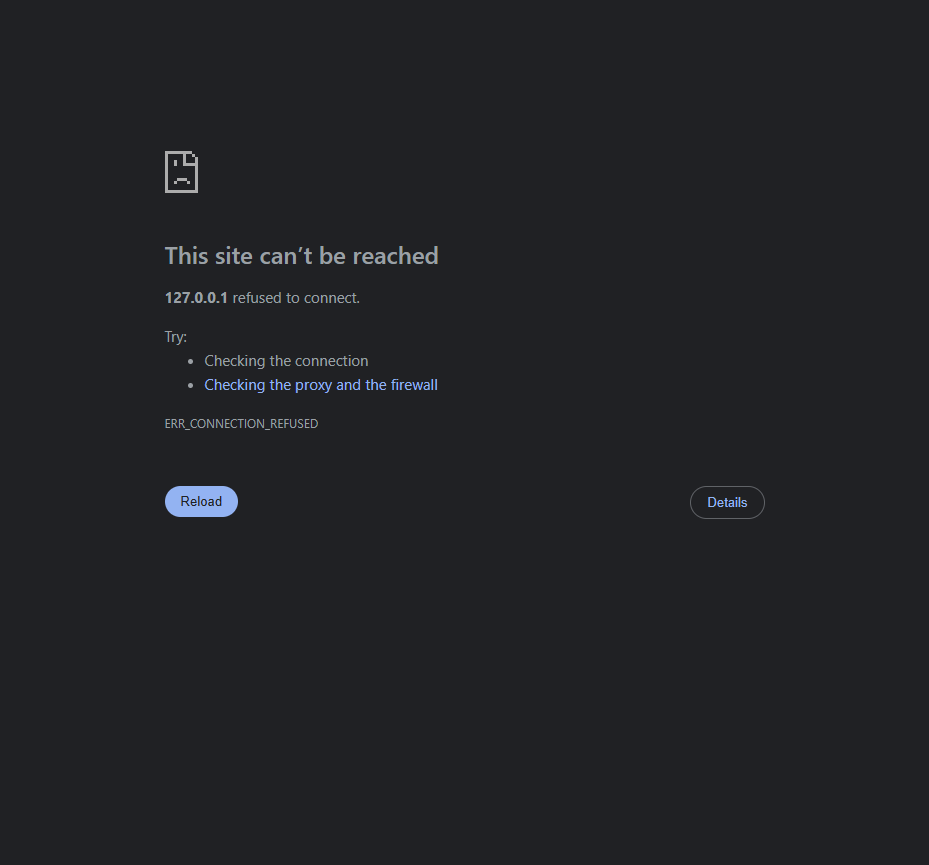 This site can’t be reached
127.0.0.1 refused to connect.
Try:
• Checking the connection
• Checking the proxy and the firewall
ERR_CONNECTION_REFUSED
Reload
Details